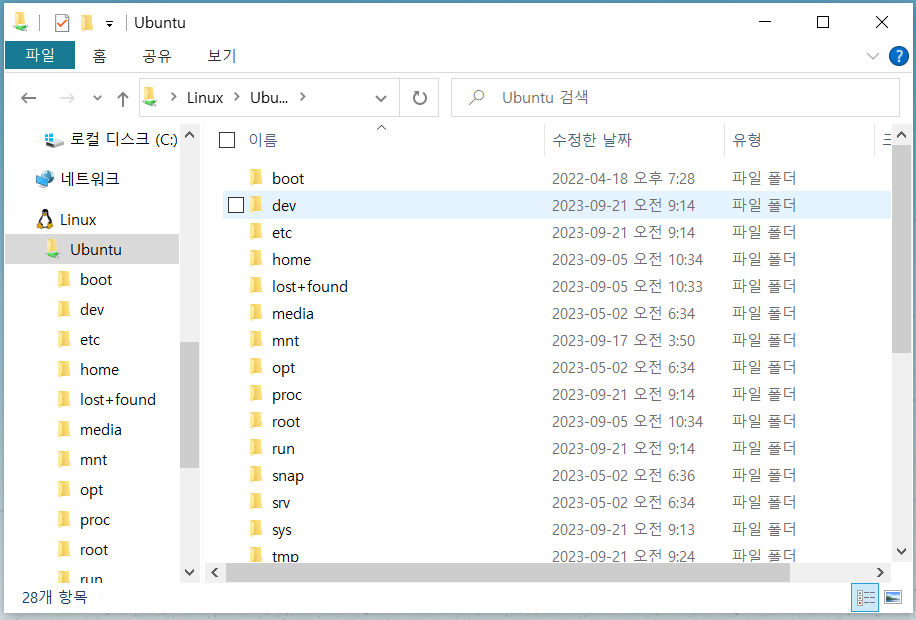 Ubuntu
파일 홈 공유 보기
Linux Ubu... Ubuntu 검색
로컬 디스크 (C:)
네트워크
Linux
Ubuntu
boot
dev
etc
home
lost+found
media
mnt
opt
proc
root
run
이름 수정한 날짜 유형
boot 2022-04-18 오후 7:28 파일 폴더
dev 2023-09-21 오전 9:14 파일 폴더
etc 2023-09-21 오전 9:14 파일 폴더
home 2023-09-05 오전 10:34 파일 폴더
lost+found 2023-09-05 오전 10:33 파일 폴더
media 2023-05-02 오전 6:34 파일 폴더
mnt 2023-09-17 오전 3:50 파일 폴더
opt 2023-05-02 오전 6:34 파일 폴더
proc 2023-09-21 오전 9:14 파일 폴더
root 2023-09-05 오전 10:34 파일 폴더
run 2023-09-21 오전 9:14 파일 폴더
snap 2023-05-02 오전 6:36 파일 폴더
srv 2023-05-02 오전 6:34 파일 폴더
sys 2023-09-21 오전 9:13 파일 폴더
tmp 2023-09-21 오전 9:24 파일 폴더
28개 항목